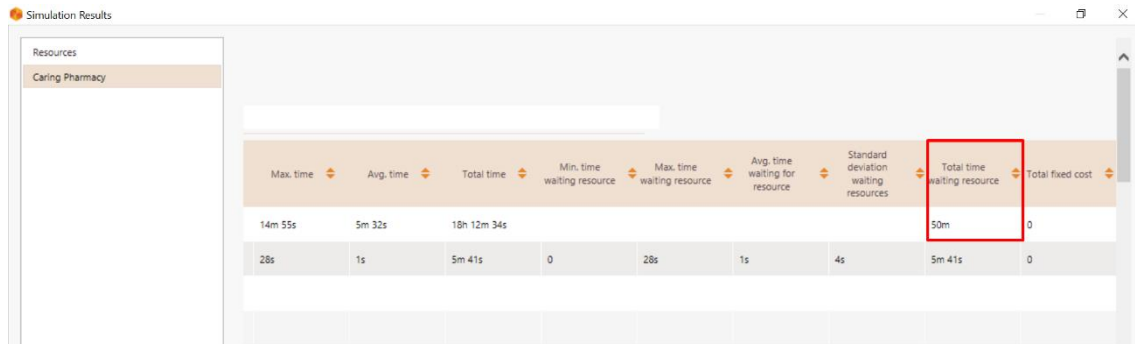 Simulation Results
Resources
Caring Pharmacy
Max. time
Avg. time
Total time
Min. time
waiting resource
Max. time
waiting resource
Avg. time
waiting for
resource
Standard
deviation
waiting
resources
Total time
waiting resource
Total fixed cost
14m 55s 5m 32s 18h 12m 34s 50m 0
28s 1s 5m 41s 0 28s 1s 4s 5m 41s 0